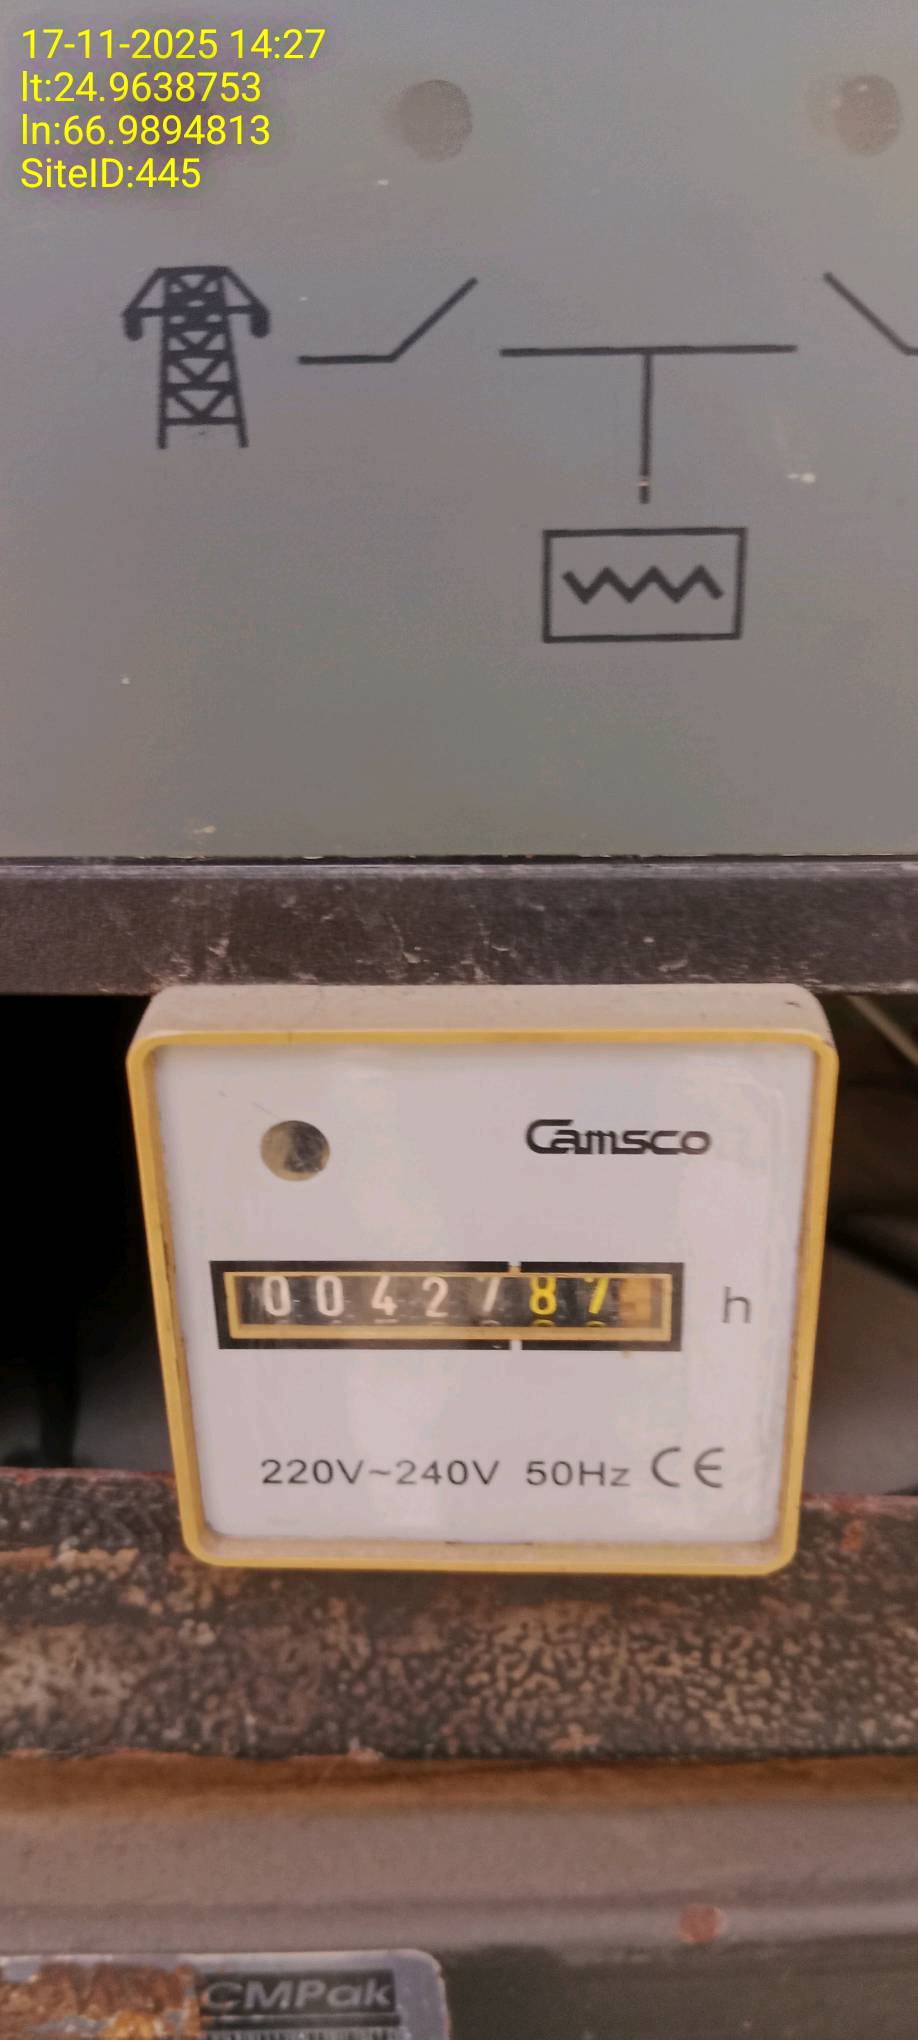 17-11-2025 14:27
lt:24.9638753
ln:66.9894813
SiteID:445
Camsco
0042787
h
220V~240V 50Hz CE
CMPak